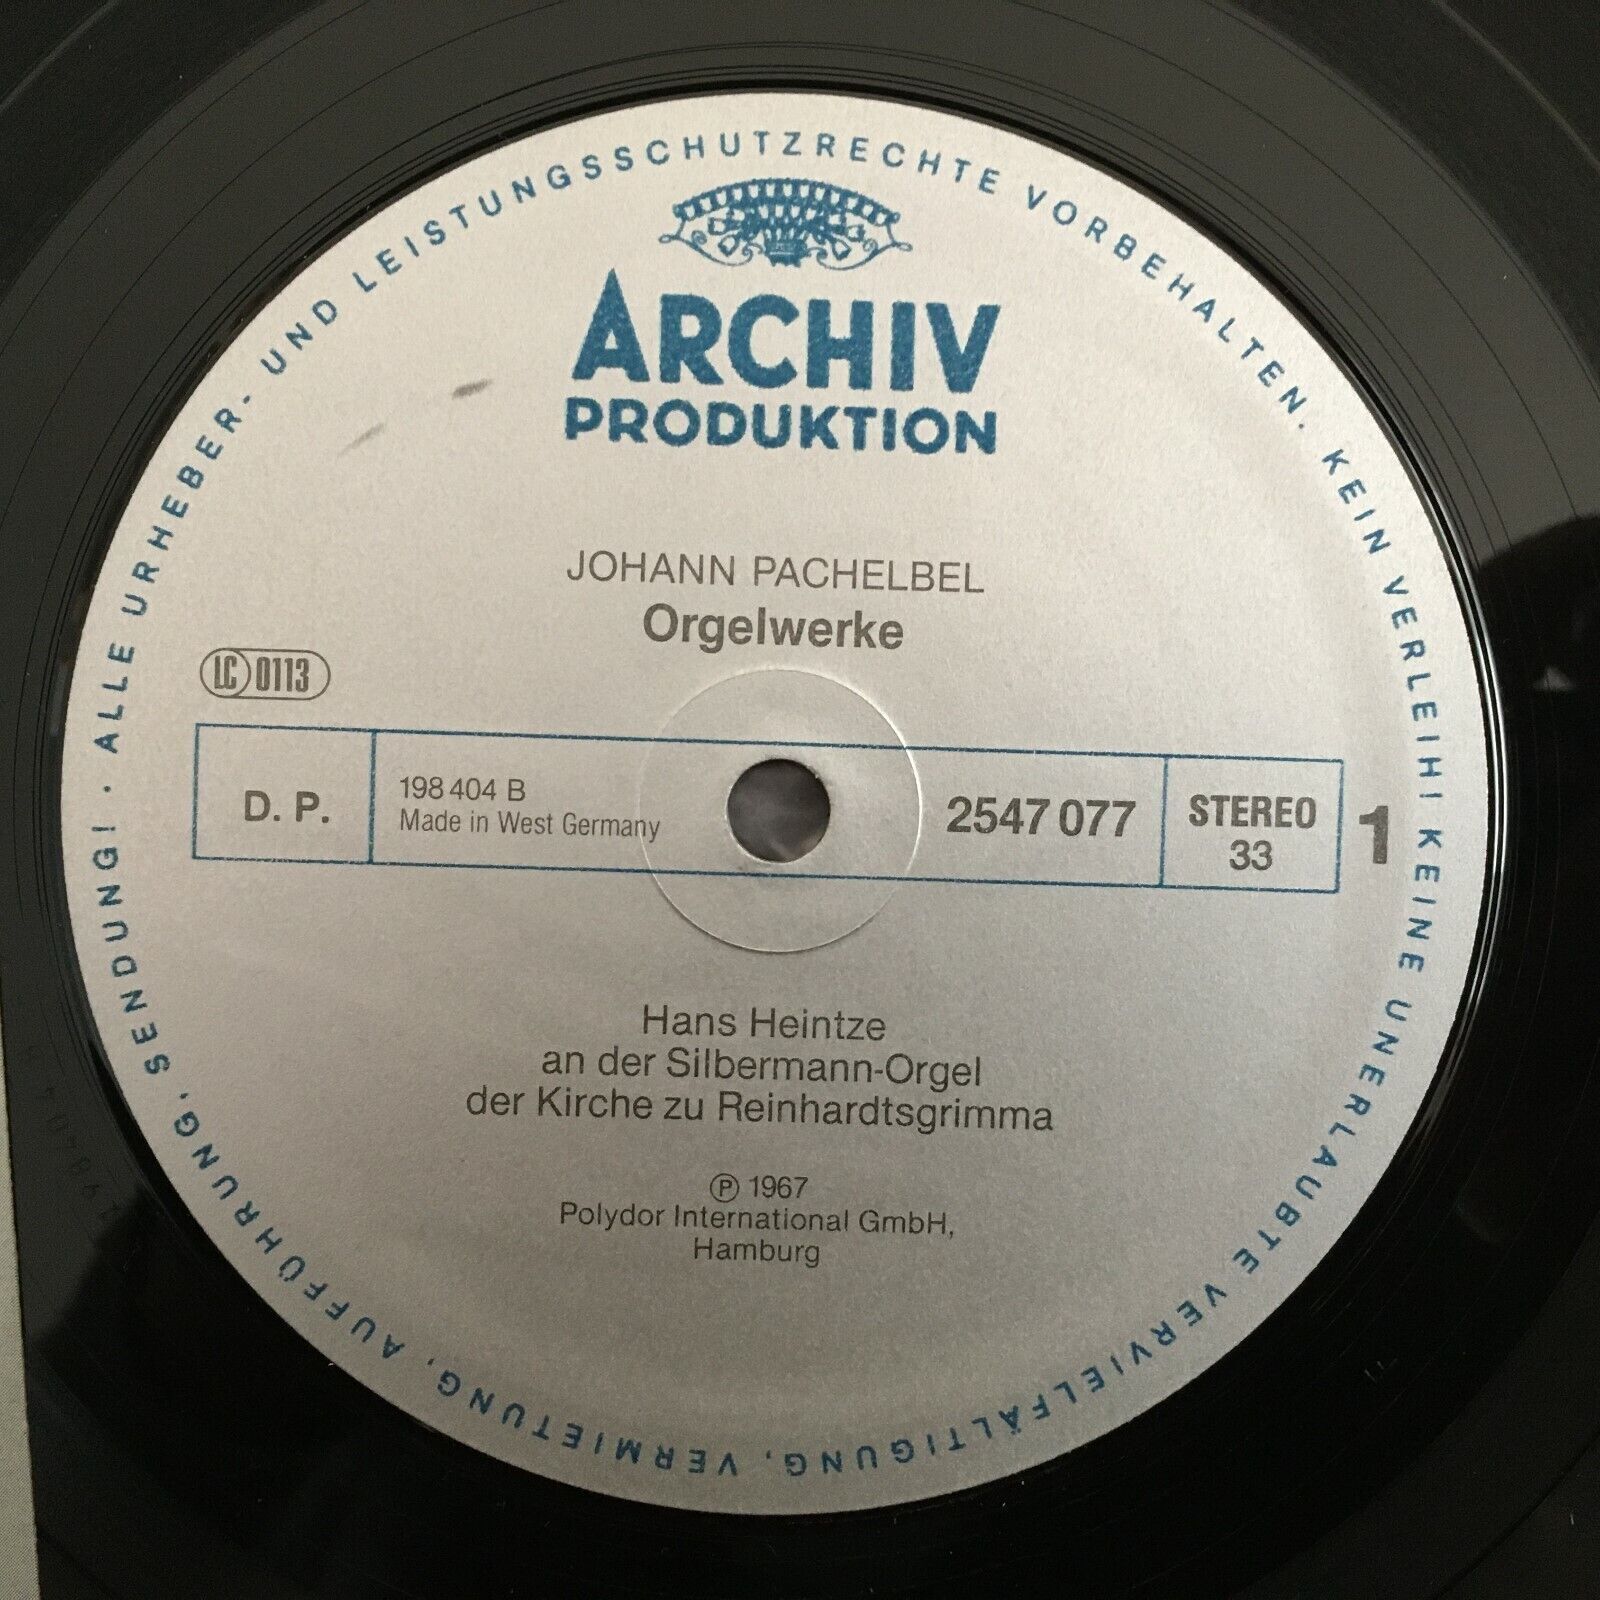 ALLE URHEBER- UND LEISTUNGSSCHUTZRECHTE VORBEHALTEN. KEIN VERLEIH! KEINE UNERLAUBTE VERVIELFÄLTIGUNG, VERMIETUNG, AUFFÜHRUNG, SENDUNG! ·
ARCHIV
PRODUKTION
JOHANN PACHELBEL
Orgelwerke
LC 0113
D. P.
198 404 B
Made in West Germany
2547 077
STEREO
33
1
Hans Heintze
an der Silbermann-Orgel
der Kirche zu Reinhardtsgrimma
℗ 1967
Polydor International GmbH,
Hamburg